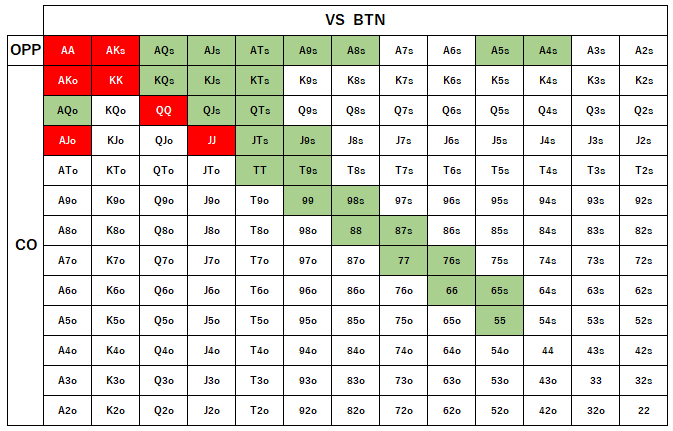 VS BTN
OPP AA AKs AQs AJs ATs A9s A8s A7s A6s A5s A4s A3s A2s
AKo KK KQs KJs KTs K9s K8s K7s K6s K5s K4s K3s K2s
AQo KQo QQ QJs QTs Q9s Q8s Q7s Q6s Q5s Q4s Q3s Q2s
AJo KJo QJo JJ JTs J9s J8s J7s J6s J5s J4s J3s J2s
ATo KTo QTo JTo TT T9s T8s T7s T6s T5s T4s T3s T2s
A9o K9o Q9o J9o T9o 99 98s 97s 96s 95s 94s 93s 92s
A8o K8o Q8o J8o T8o 98o 88 87s 86s 85s 84s 83s 82s
CO A7o K7o Q7o J7o T7o 97o 87o 77 76s 75s 74s 73s 72s
A6o K6o Q6o J6o T6o 96o 86o 76o 66 65s 64s 63s 62s
A5o K5o Q5o J5o T5o 95o 85o 75o 65o 55 54s 53s 52s
A4o K4o Q4o J4o T4o 94o 84o 74o 64o 54o 44 43s 42s
A3o K3o Q3o J3o T3o 93o 83o 73o 63o 53o 43o 33 32s
A2o K2o Q2o J2o T2o 92o 82o 72o 62o 52o 42o 32o 22